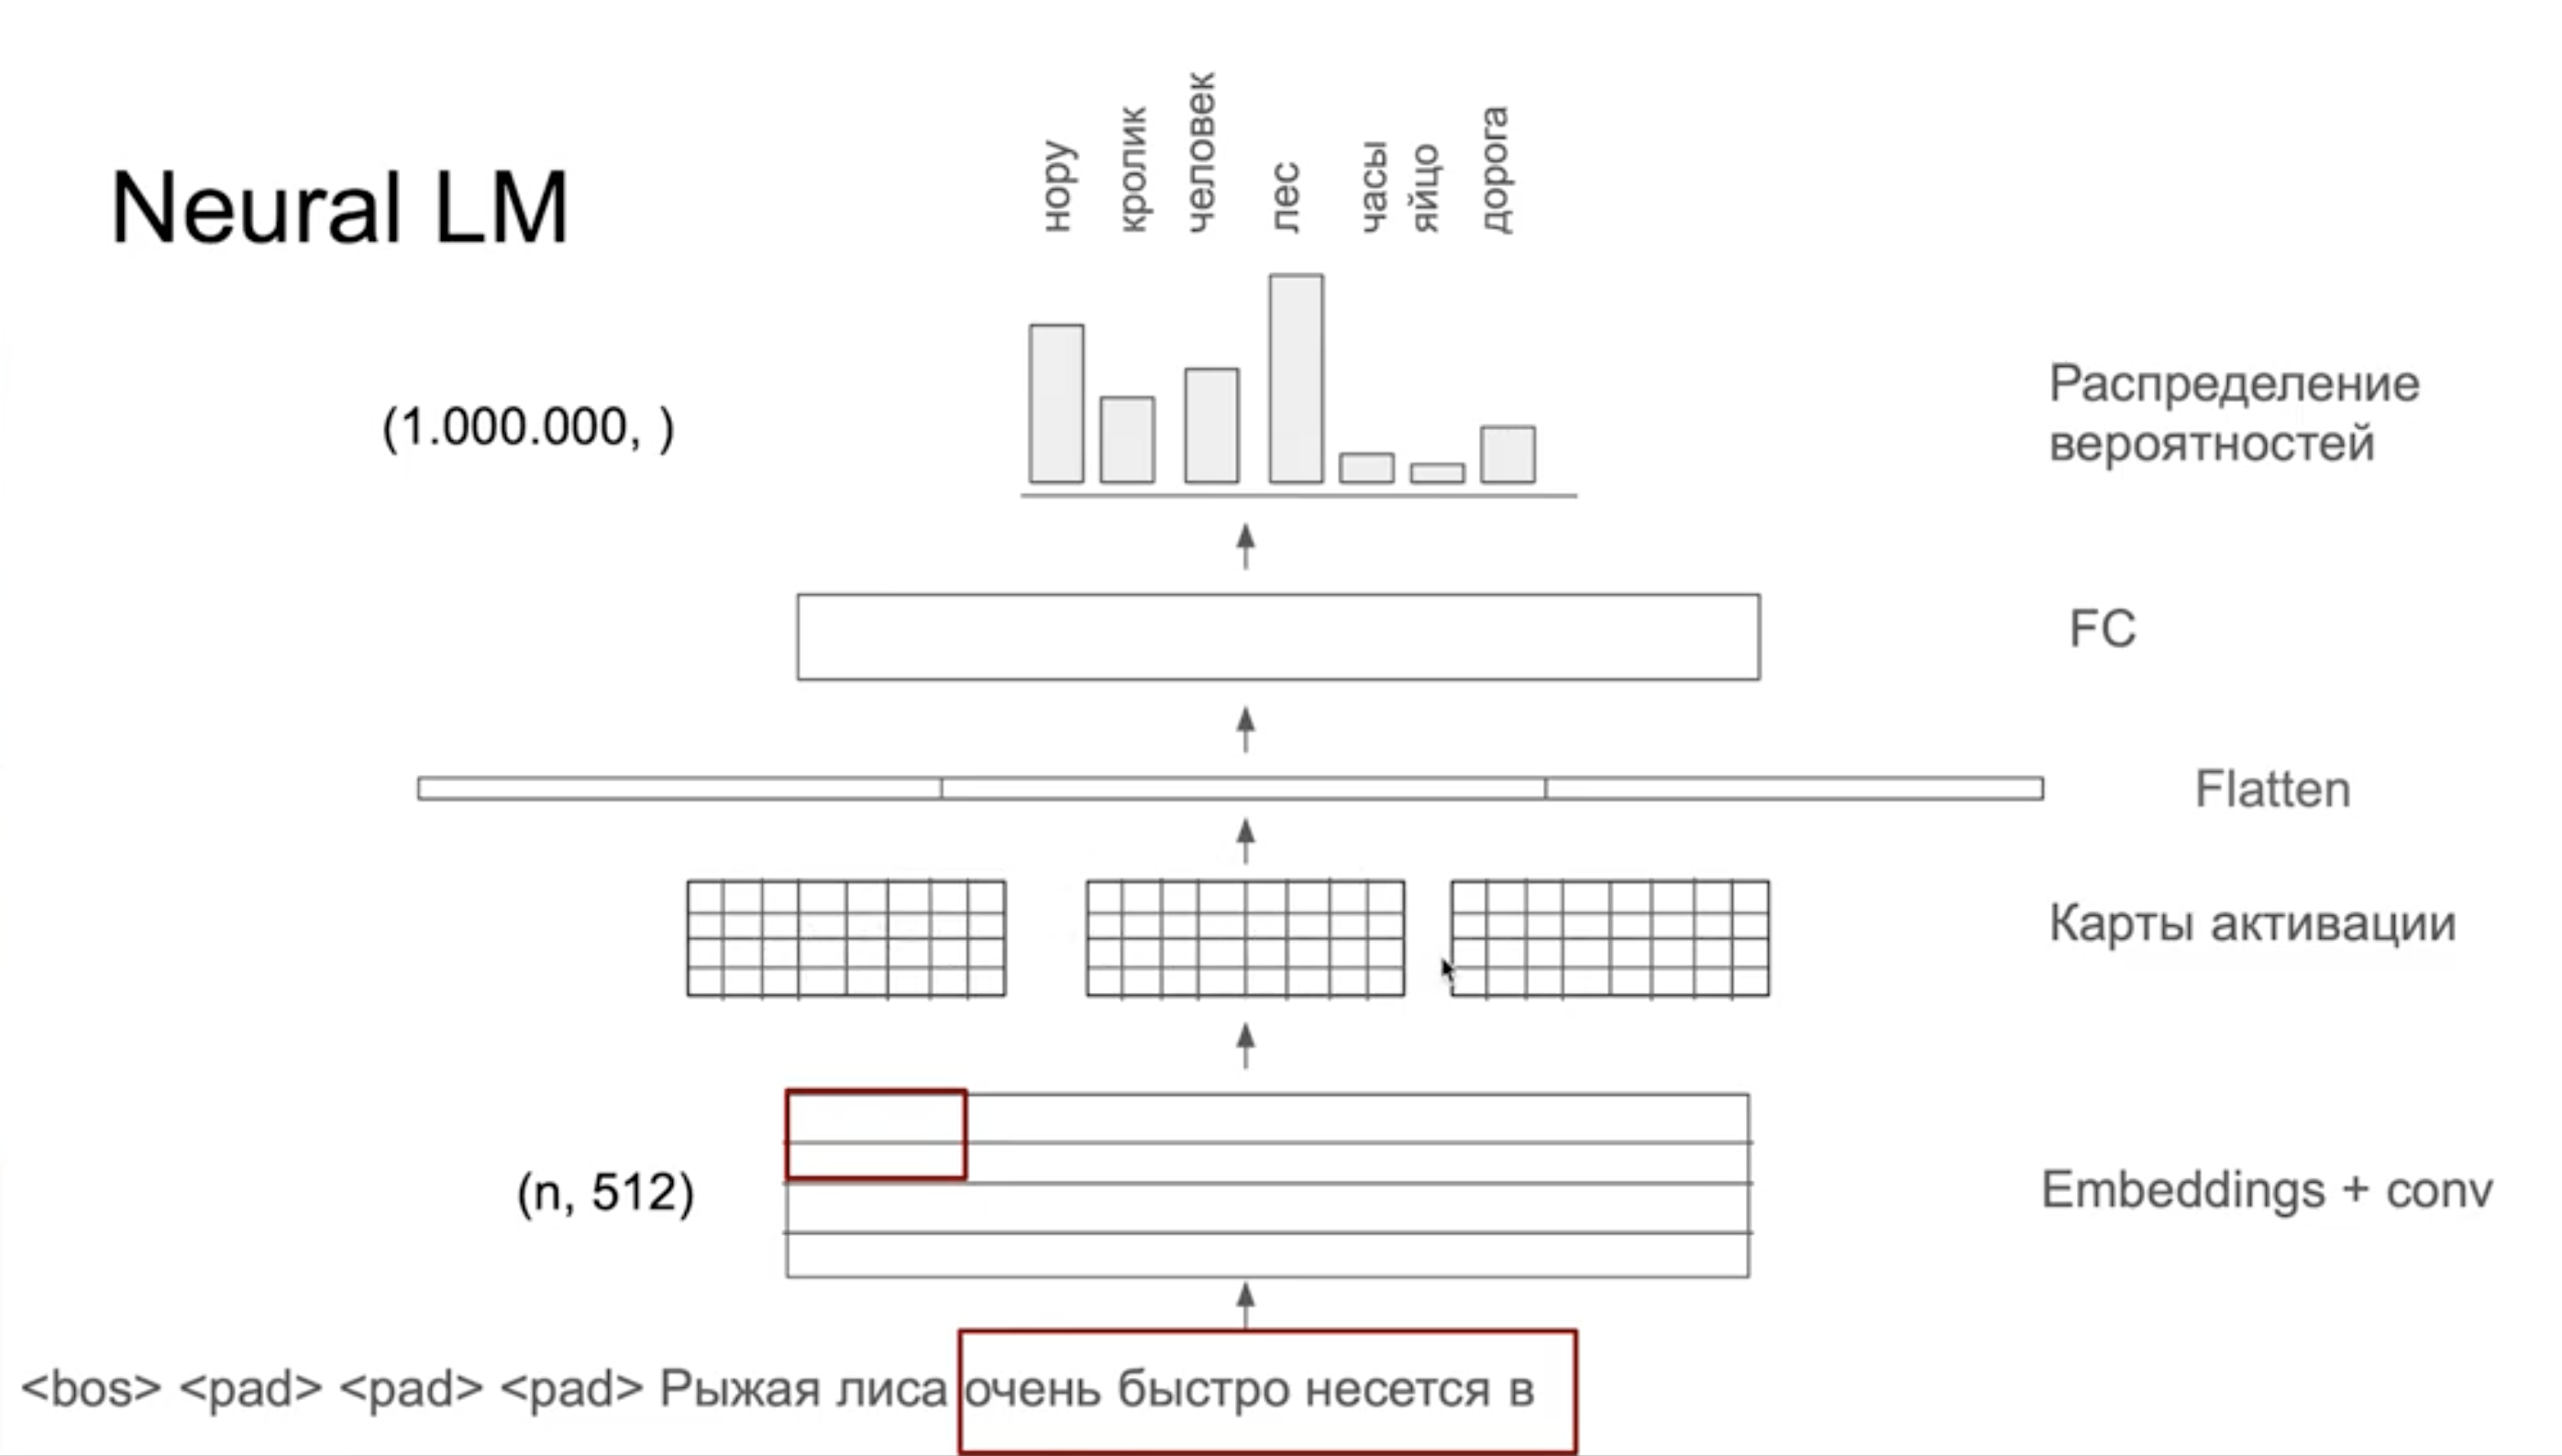 Neural LM
нору
кролик
человек
лес
часы
яйцо
дорога
(1.000.000, )
Распределение
вероятностей
FC
Flatten
Карты активации
(n, 512)
Embeddings + conv
<bos> <pad> <pad> <pad> Рыжая лиса очень быстро несется в